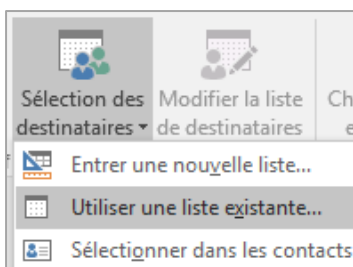 Sélection des Modifier la liste Ch
destinataires de destinataires e
Entrer une nouvelle liste...
Utiliser une liste existante...
Sélectionner dans les contacts